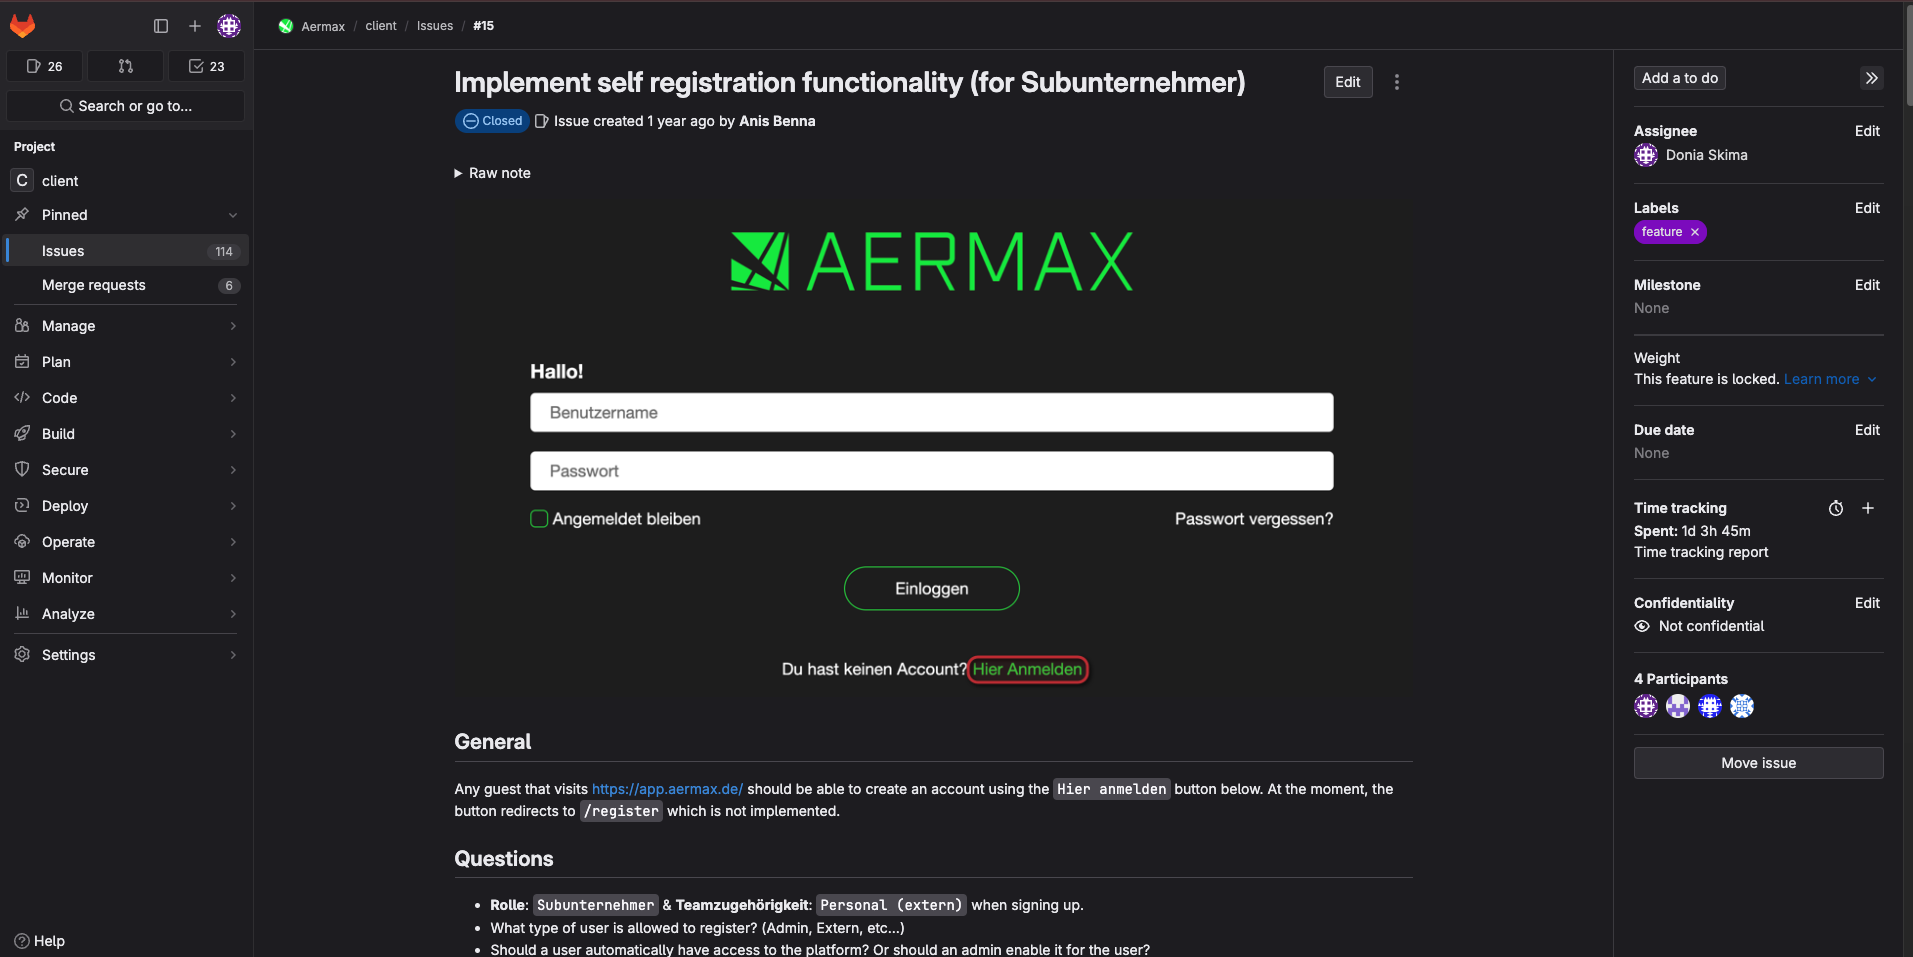 Aermax / client / Issues / #15
26
23
Search or go to...
Project
C client
Pinned
Issues 114
Merge requests 6
Manage
Plan
Code
Build
Secure
Deploy
Operate
Monitor
Analyze
Settings
Help
Implement self registration functionality (for Subunternehmer)
Edit
Closed Issue created 1 year ago by Anis Benna
Raw note
AERMAX
Hallo!
Benutzername
Passwort
Angemeldet bleiben Passwort vergessen?
Einloggen
Du hast keinen Account? Hier Anmelden
General
Any guest that visits https://app.aermax.de/ should be able to create an account using the Hier anmelden button below. At the moment, the
button redirects to /register which is not implemented.
Questions
• Rolle: Subunternehmer & Teamzugehörigkeit: Personal (extern) when signing up.
• What type of user is allowed to register? (Admin, Extern, etc...)
• Should a user automatically have access to the platform? Or should an admin enable it for the user?
Add a to do
Assignee Edit
Donia Skima
Labels Edit
feature ×
Milestone Edit
None
Weight
This feature is locked. Learn more
Due date Edit
None
Time tracking
Spent: 1d 3h 45m
Time tracking report
Confidentiality Edit
Not confidential
4 Participants
Move issue